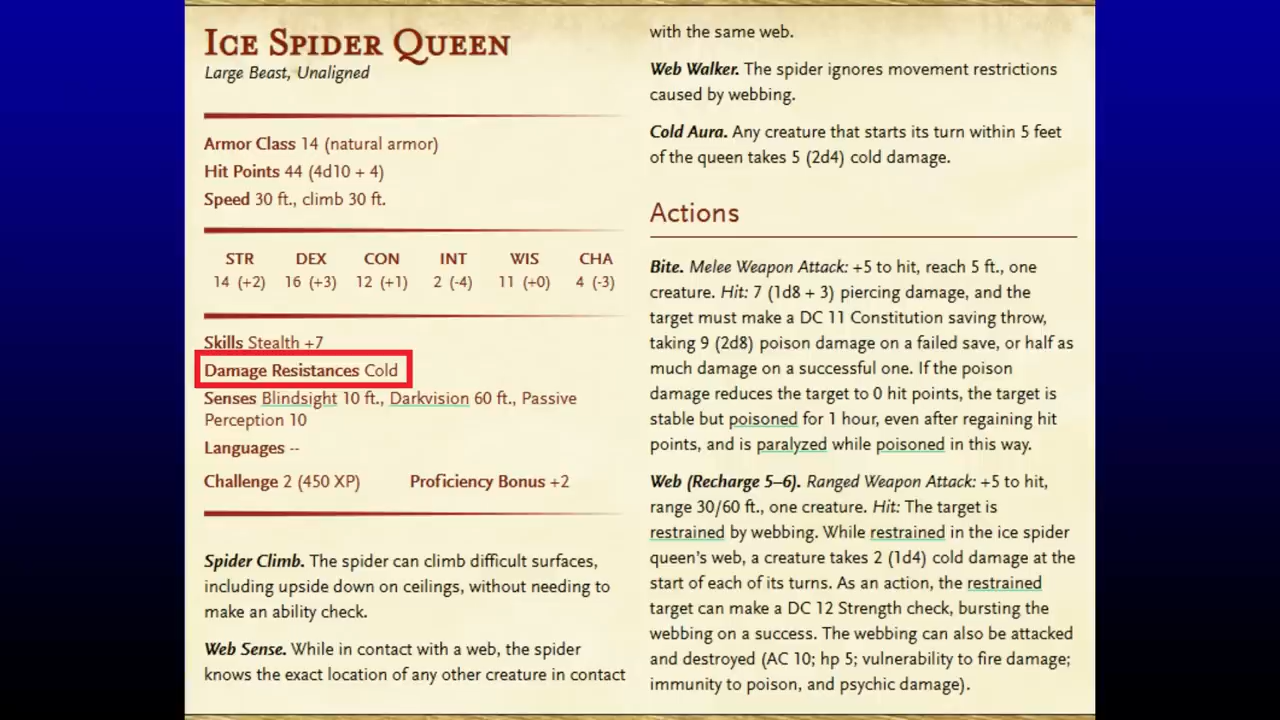 ICE SPIDER QUEEN
Large Beast, Unaligned
Armor Class 14 (natural armor)
Hit Points 44 (4d10 + 4)
Speed 30 ft., climb 30 ft.
STR DEX CON INT WIS CHA
14 (+2) 16 (+3) 12 (+1) 2 (-4) 11 (+0) 4 (-3)
Skills Stealth +7
Damage Resistances Cold
Senses Blindsight 10 ft., Darkvision 60 ft., Passive
Perception 10
Languages --
Challenge 2 (450 XP) Proficiency Bonus +2
Spider Climb. The spider can climb difficult surfaces,
including upside down on ceilings, without needing to
make an ability check.
Web Sense. While in contact with a web, the spider
knows the exact location of any other creature in contact
with the same web.
Web Walker. The spider ignores movement restrictions
caused by webbing.
Cold Aura. Any creature that starts its turn within 5 feet
of the queen takes 5 (2d4) cold damage.
Actions
Bite. Melee Weapon Attack: +5 to hit, reach 5 ft., one
creature. Hit: 7 (1d8 + 3) piercing damage, and the
target must make a DC 11 Constitution saving throw,
taking 9 (2d8) poison damage on a failed save, or half as
much damage on a successful one. If the poison
damage reduces the target to 0 hit points, the target is
stable but poisoned for 1 hour, even after regaining hit
points, and is paralyzed while poisoned in this way.
Web (Recharge 5–6). Ranged Weapon Attack: +5 to hit,
range 30/60 ft., one creature. Hit: The target is
restrained by webbing. While restrained in the ice spider
queen's web, a creature takes 2 (1d4) cold damage at the
start of each of its turns. As an action, the restrained
target can make a DC 12 Strength check, bursting the
webbing on a success. The webbing can also be attacked
and destroyed (AC 10; hp 5; vulnerability to fire damage;
immunity to poison, and psychic damage).